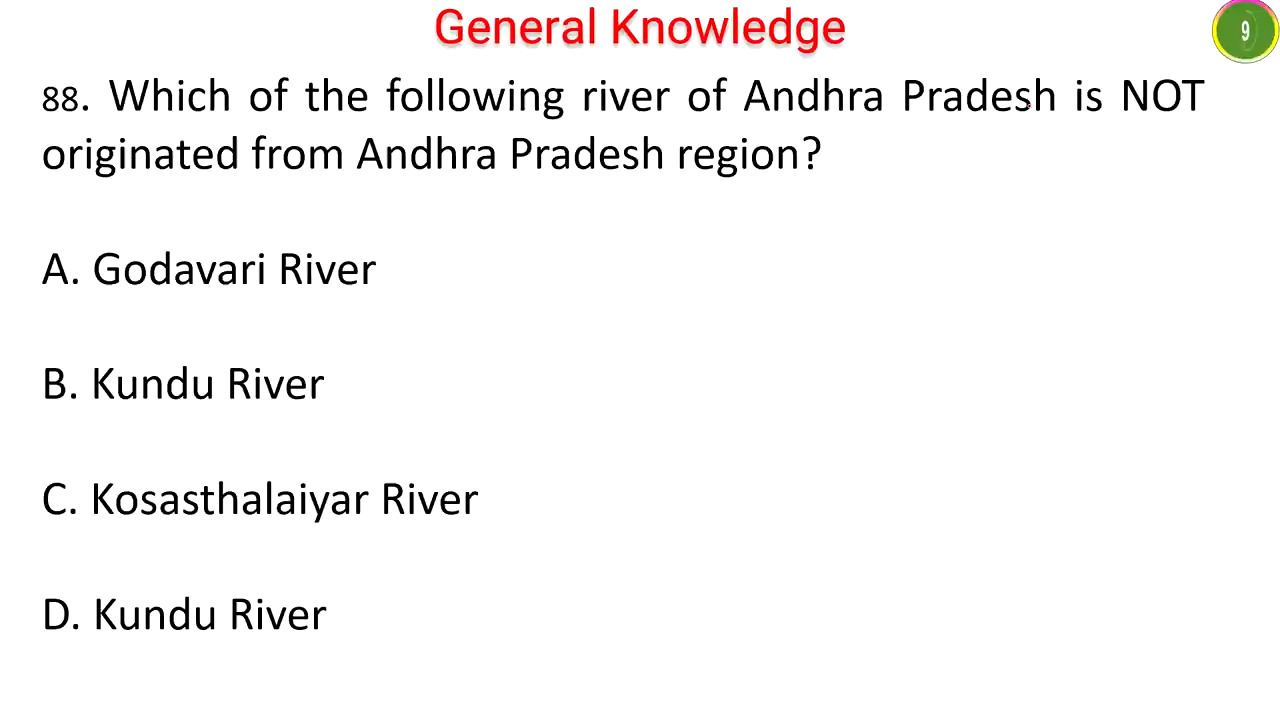 General Knowledge
9
88. Which of the following river of Andhra Pradesh is NOT
originated from Andhra Pradesh region?
A. Godavari River
B. Kundu River
C. Kosasthalaiyar River
D. Kundu River